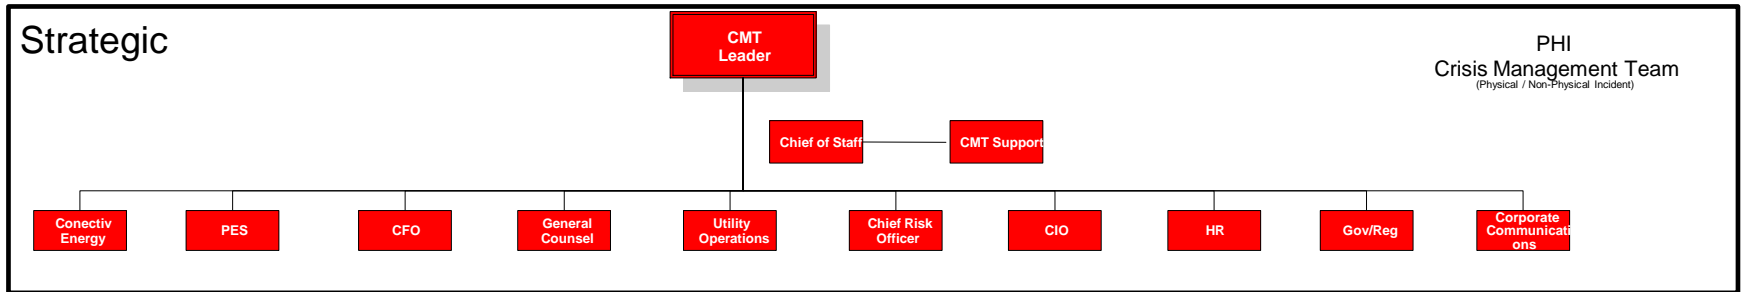 Strategic
CMT
Leader
PHI
Crisis Management Team
(Physical / Non-Physical Incident)
Chief of Staff
CMT Support
Conectiv
Energy
PES
CFO
General
Counsel
Utility
Operations
Chief Risk
Officer
CIO
HR
Gov/Reg
Corporate
Communicati
ons